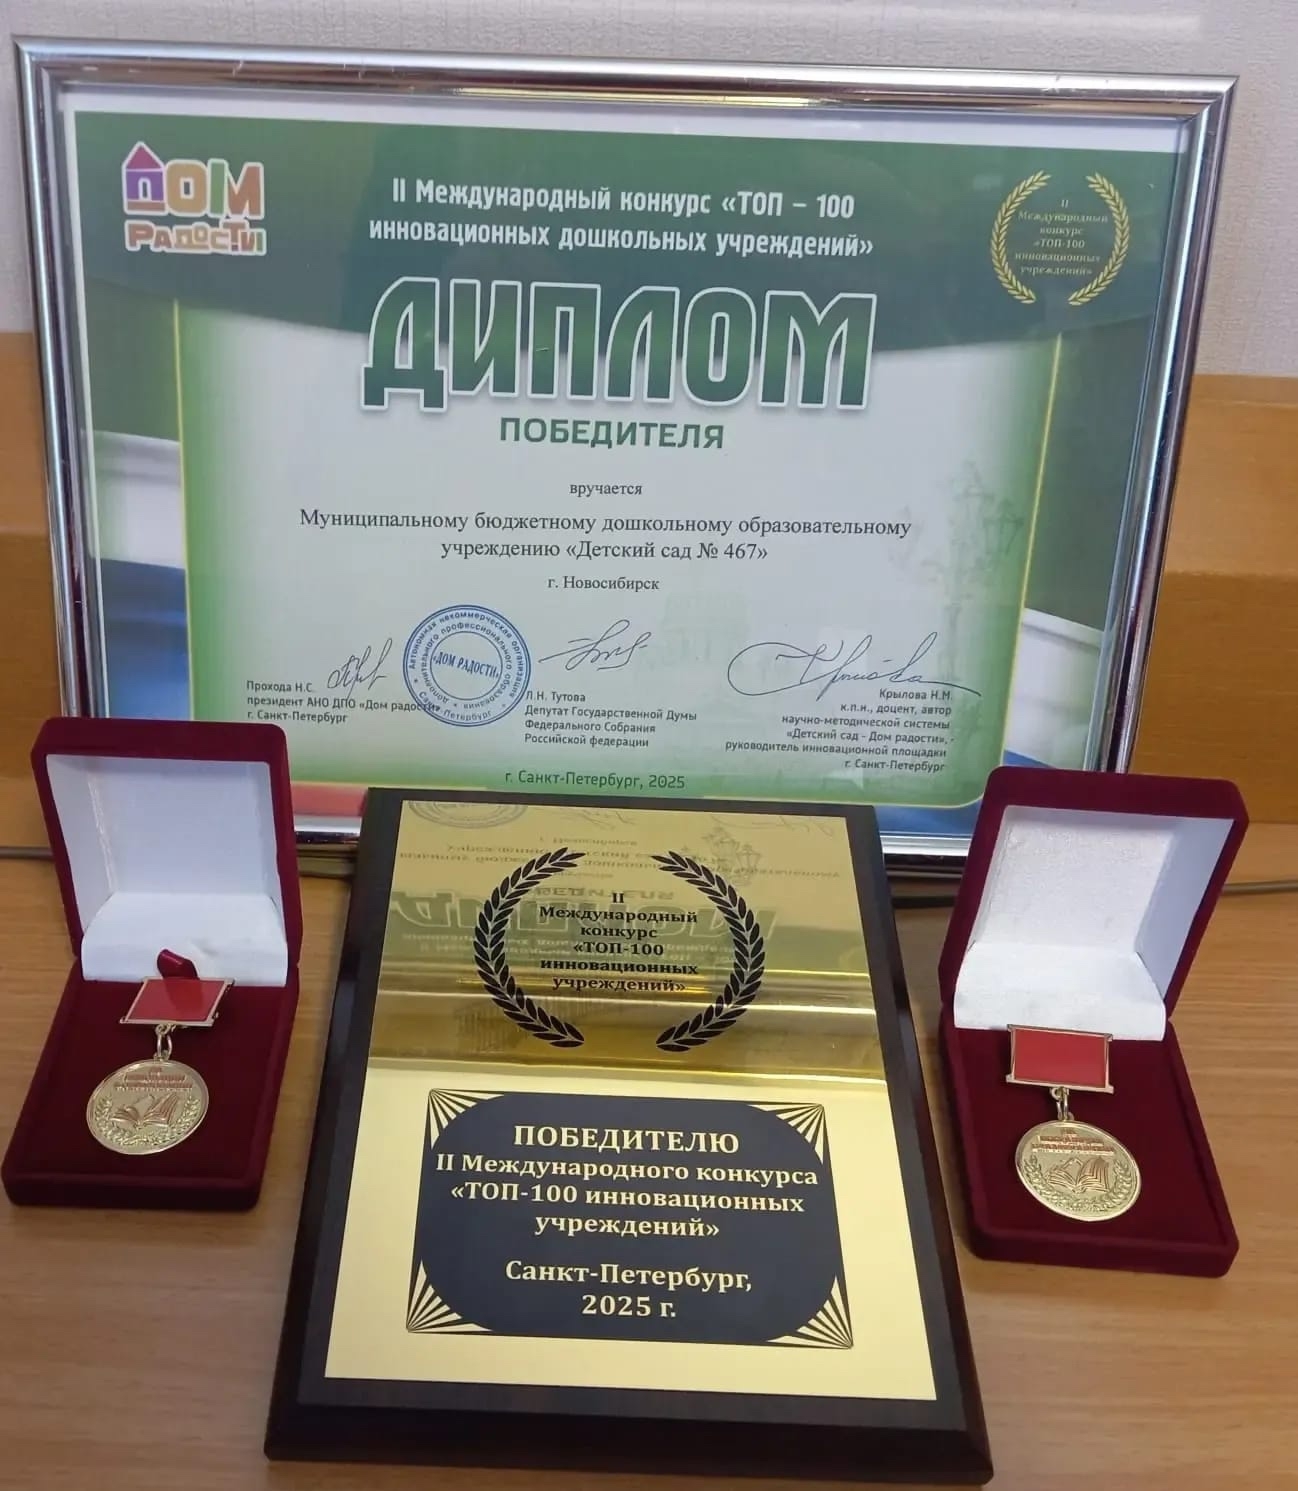 ДОМ
РАДОСТИ
II Международный конкурс «ТОП – 100
инновационных дошкольных учреждений»
II
Международный
конкурс
«ТОП-100
инновационных
учреждений»
ДИПЛОМ
ПОБЕДИТЕЛЯ
вручается
Муниципальному бюджетному дошкольному образовательному
учреждению «Детский сад № 467»
г. Новосибирск
Прохода Н.С.
президент АНО ДПО «Дом радости»
г. Санкт-Петербург
«ДОМ РАДОСТИ»
Л.Н. Тутова
Депутат Государственной Думы
Федерального Собрания
Российской федерации
Крылова Н.М.
к.п.н., доцент, автор
научно-методической системы
«Детский сад - Дом радости», -
руководитель инновационной площадки
г. Санкт-Петербург
г. Санкт-Петербург, 2025
II
Международный
конкурс
«ТОП-100
инновационных
учреждений»
ПОБЕДИТЕЛЮ
II Международного конкурса
«ТОП-100 инновационных
учреждений»
Санкт-Петербург,
2025 г.